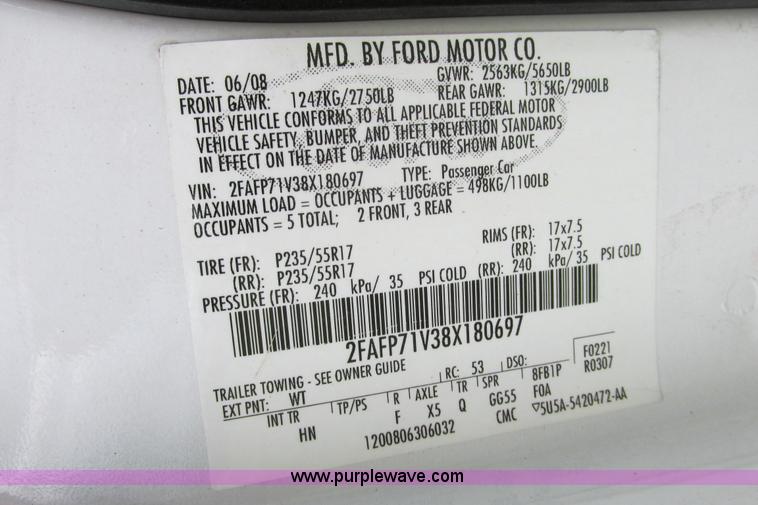 MFD. BY FORD MOTOR CO.
DATE: 06/08 GVWR: 2563KG/5650LB
FRONT GAWR: 1247KG/2750LB REAR GAWR: 1315KG/2900LB
THIS VEHICLE CONFORMS TO ALL APPLICABLE FEDERAL MOTOR
VEHICLE SAFETY, BUMPER, AND THEFT PREVENTION STANDARDS
IN EFFECT ON THE DATE OF MANUFACTURE SHOWN ABOVE.
VIN: 2FAFP71V38X180697 TYPE: Passenger Car
MAXIMUM LOAD = OCCUPANTS + LUGGAGE = 498KG/1100LB
OCCUPANTS = 5 TOTAL; 2 FRONT, 3 REAR
TIRE (FR): P235/55R17 RIMS (FR): 17x7.5
(RR): P235/55R17 (RR): 17x7.5
PRESSURE (FR): 240 kPa/ 35 PSI COLD (RR): 240 kPa/ 35 PSI COLD
2FAFP71V38X180697
TRAILER TOWING - SEE OWNER GUIDE
RC: 53 DSO: F0221
EXT PNT: WT 8FB1P R0307
INT TR TP/PS R AXLE TR SPR F0A
HN F X5 Q GG55
1200806306032 CMC ▽5U5A-5420472-AA
www.purplewave.com